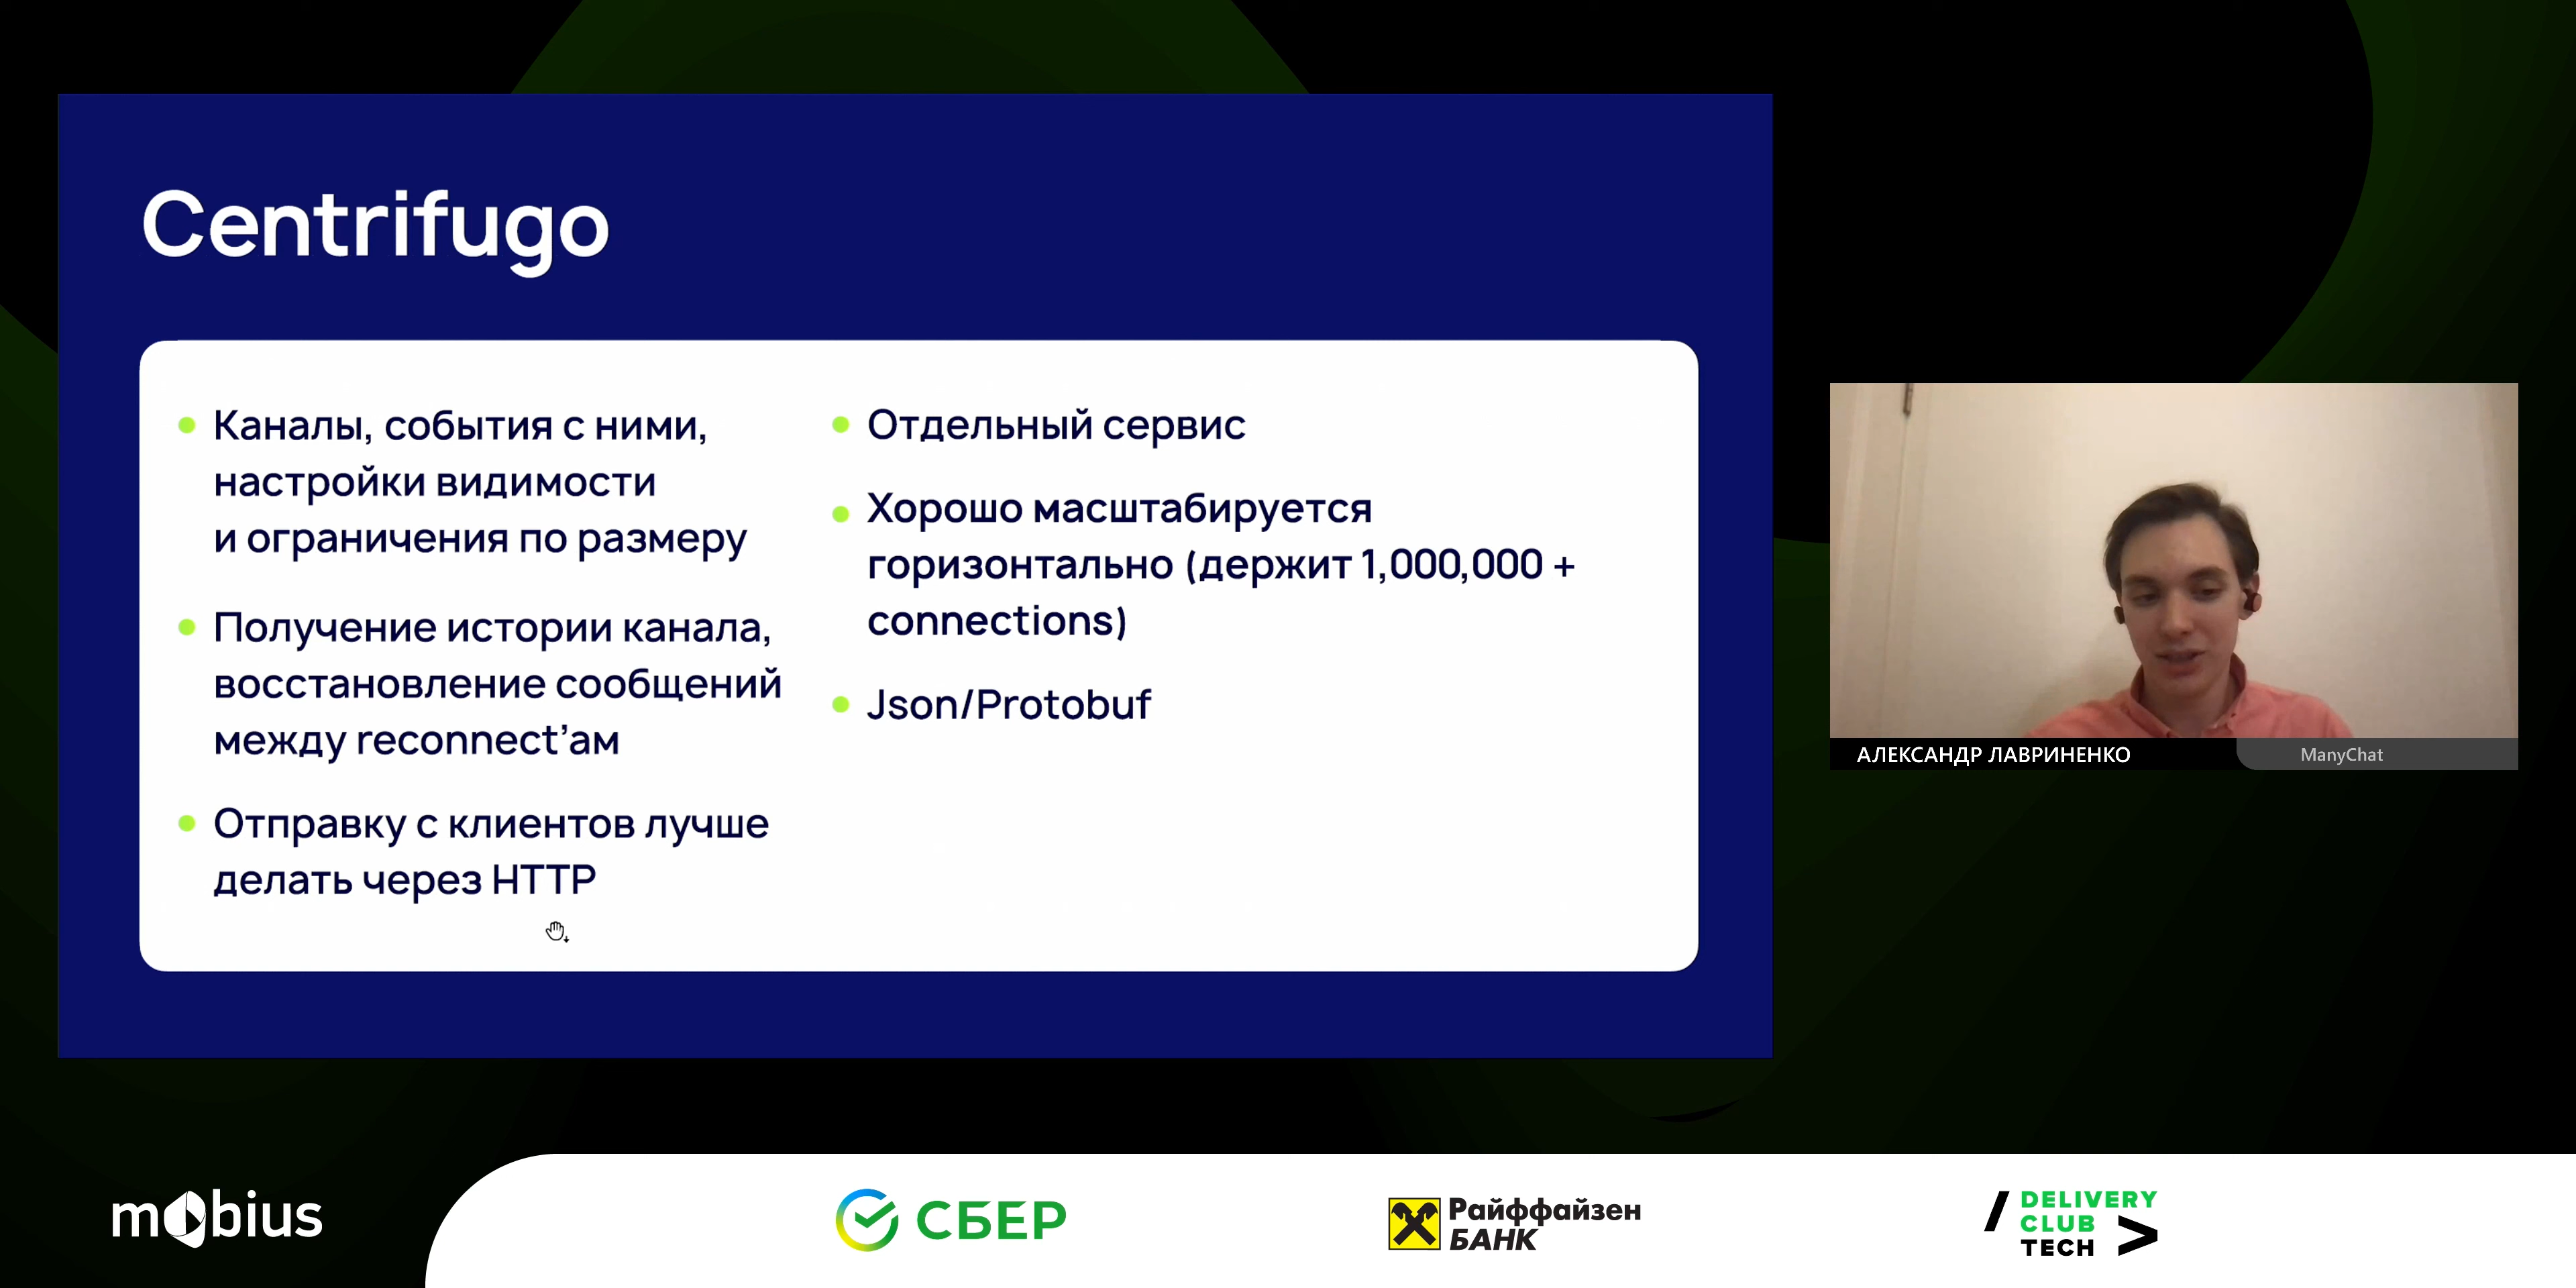 Centrifugo
Каналы, события с ними,
настройки видимости
и ограничения по размеру
Получение истории канала,
восстановление сообщений
между reconnect’ам
Отправку с клиентов лучше
делать через HTTP
Отдельный сервис
Хорошо масштабируется
горизонтально (держит 1,000,000 +
connections)
Json/Protobuf
АЛЕКСАНДР ЛАВРИНЕНКО
ManyChat
mobius
СБЕР
Райффайзен
БАНК
DELIVERY
CLUB
TECH